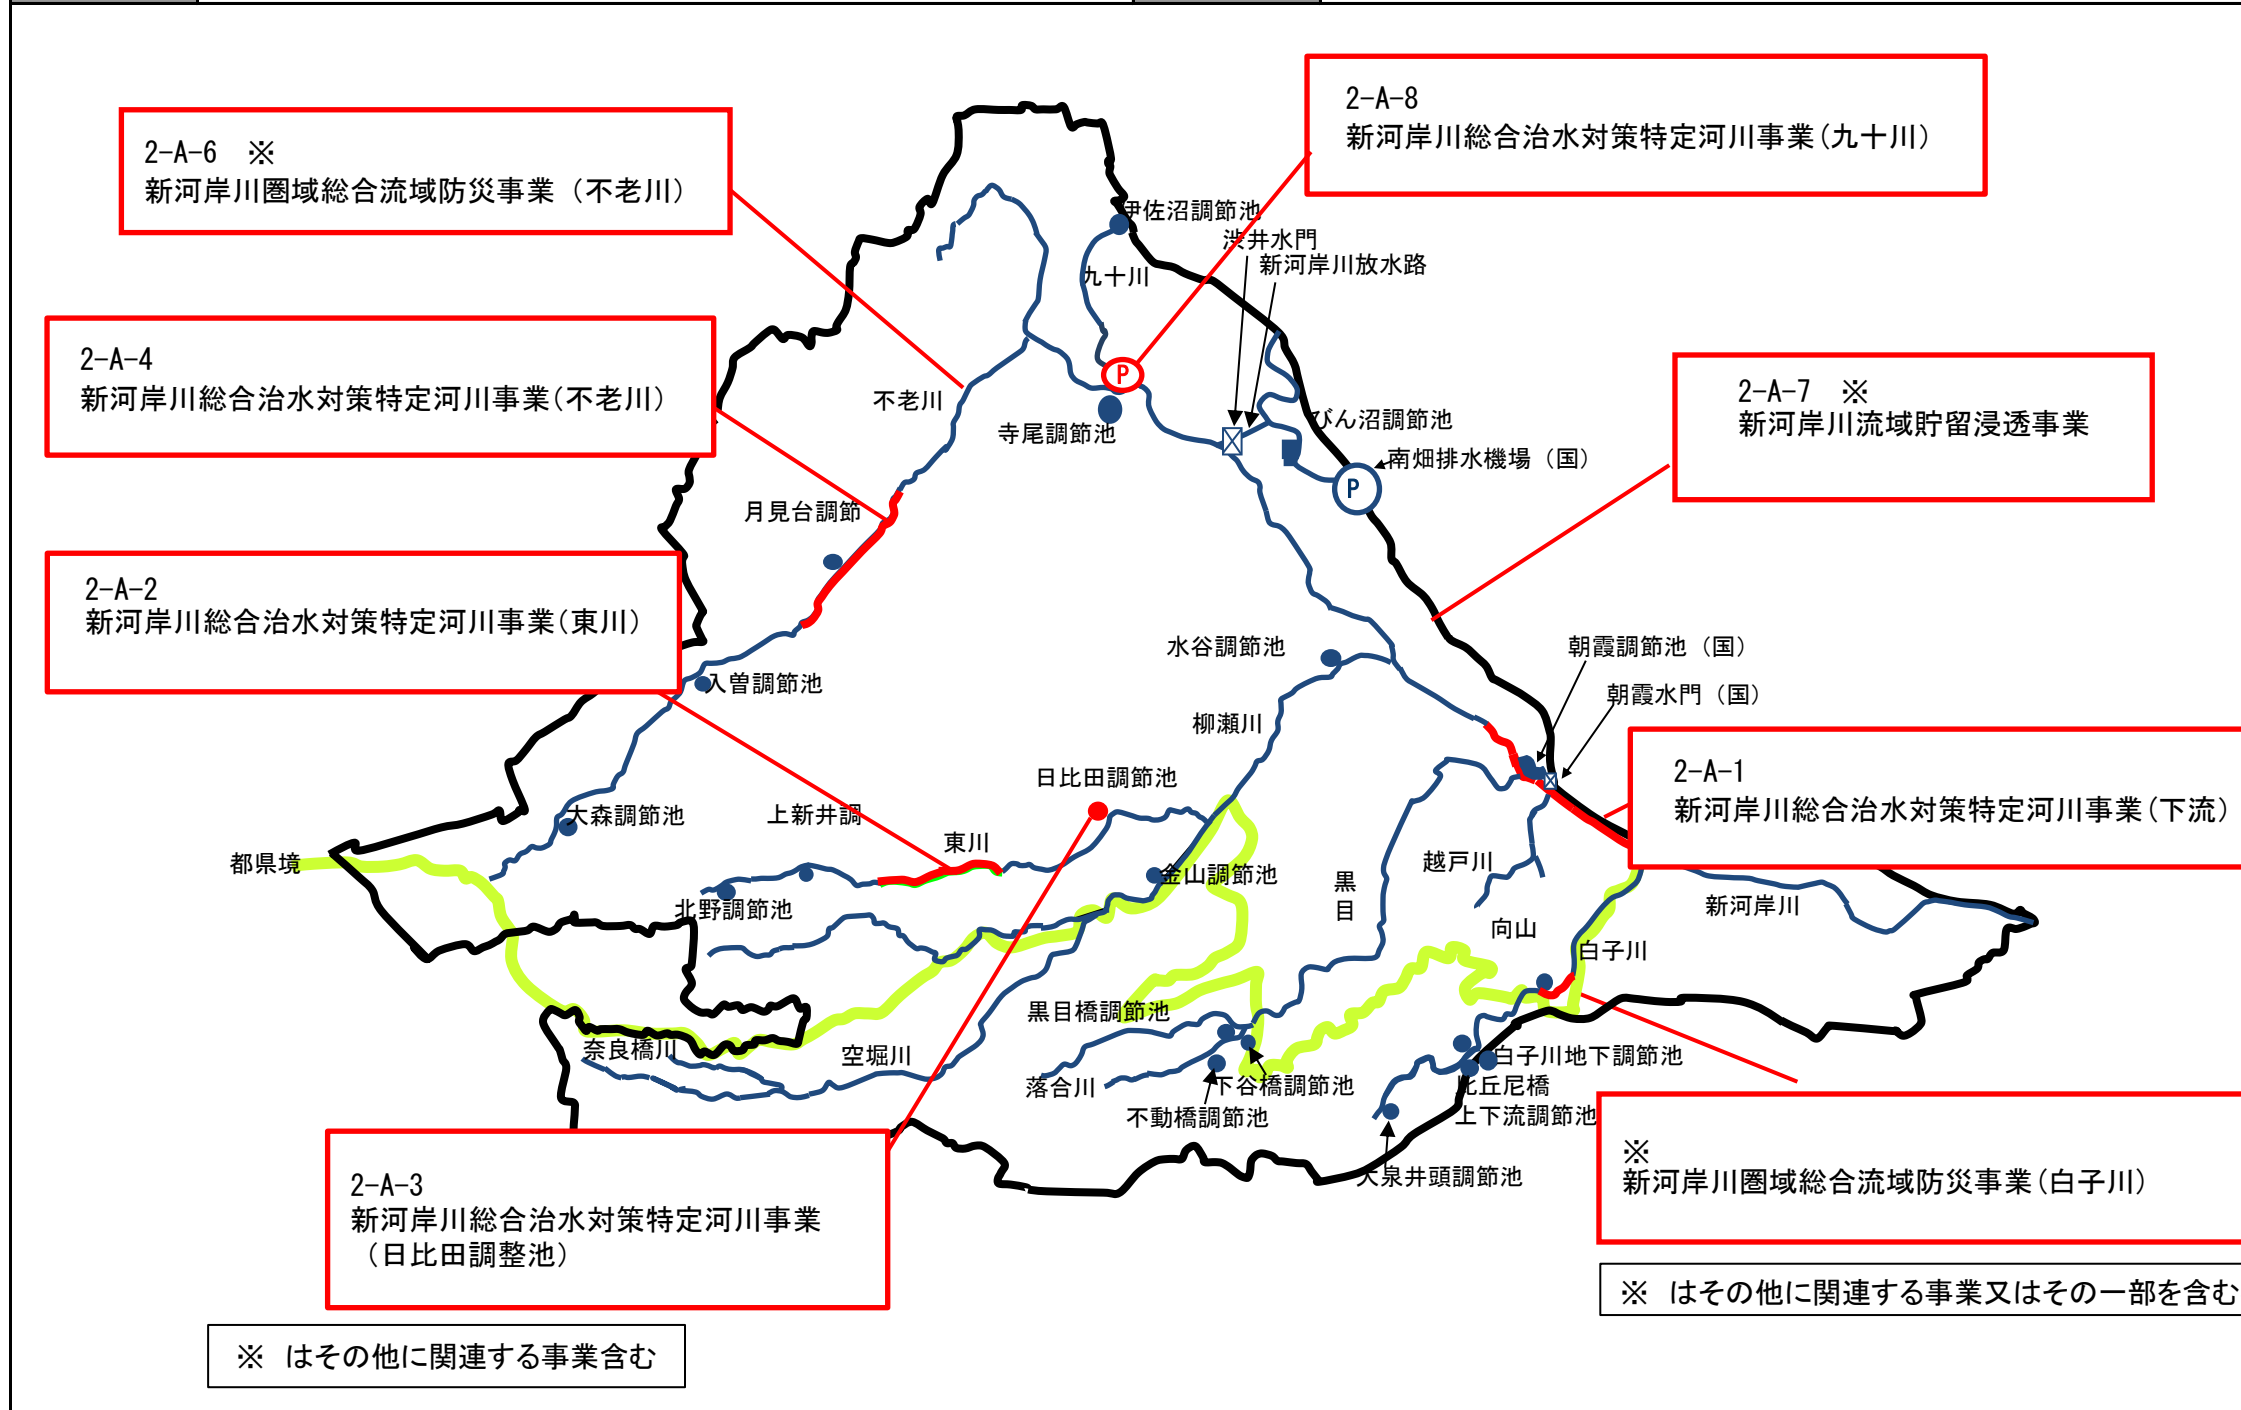 2-A-8
新河岸川総合治水対策特定河川事業(九十川)
2-A-6 ※
新河岸川圏域総合流域防災事業（不老川）
伊佐沼調節池
渋井水門
新河岸川放水路
九十川
2-A-4
新河岸川総合治水対策特定河川事業(不老川)
P
不老川
寺尾調節池
びん沼調節池
南畑排水機場（国）
P
2-A-7 ※
新河岸川流域貯留浸透事業
月見台調節
2-A-2
新河岸川総合治水対策特定河川事業(東川)
水谷調節池
朝霞調節池（国）
朝霞水門（国）
入曽調節池
柳瀬川
日比田調節池
2-A-1
新河岸川総合治水対策特定河川事業(下流)
大森調節池
上新井調
東川
都県境
金山調節池
越戸川
黒
目
北野調節池
新河岸川
向山
白子川
黒目橋調節池
奈良橋川
空堀川
白子川地下調節池
落合川
下谷橋調節池
比丘尼橋
上下流調節池
不動橋調節池
大泉井頭調節池
※
新河岸川圏域総合流域防災事業(白子川)
2-A-3
新河岸川総合治水対策特定河川事業
（日比田調整池）
※ はその他に関連する事業又はその一部を含む
※ はその他に関連する事業含む